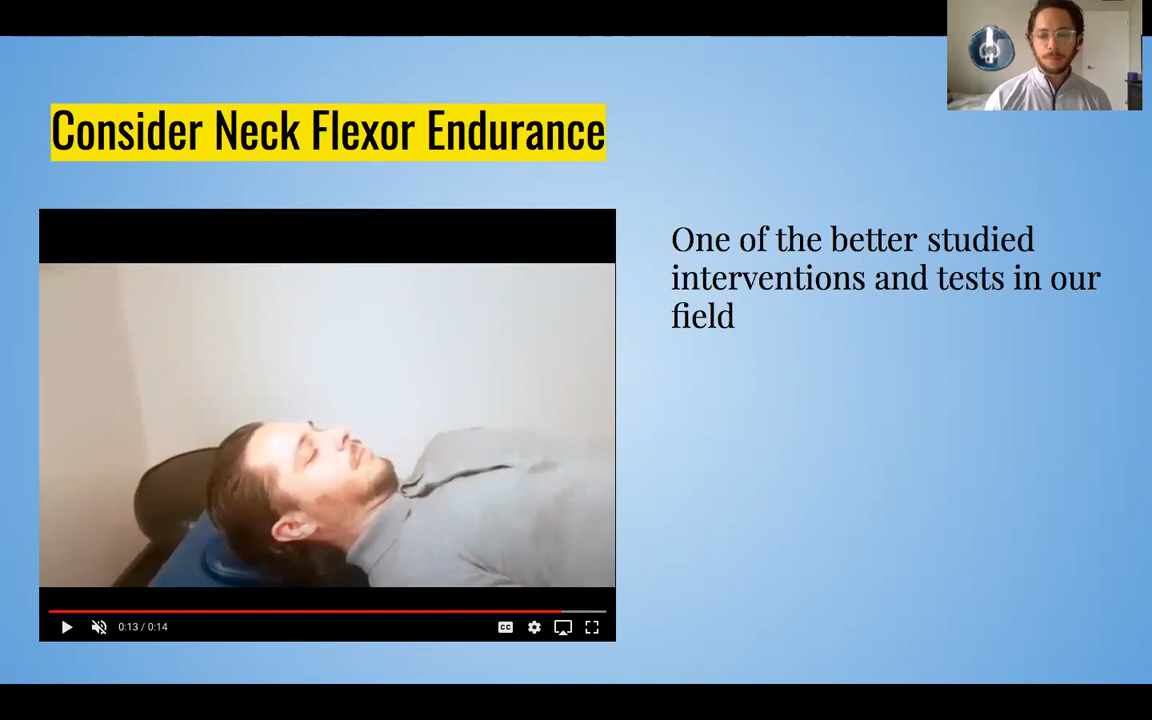 Consider Neck Flexor Endurance
One of the better studied
interventions and tests in our
field
0:13 / 0:14
CC